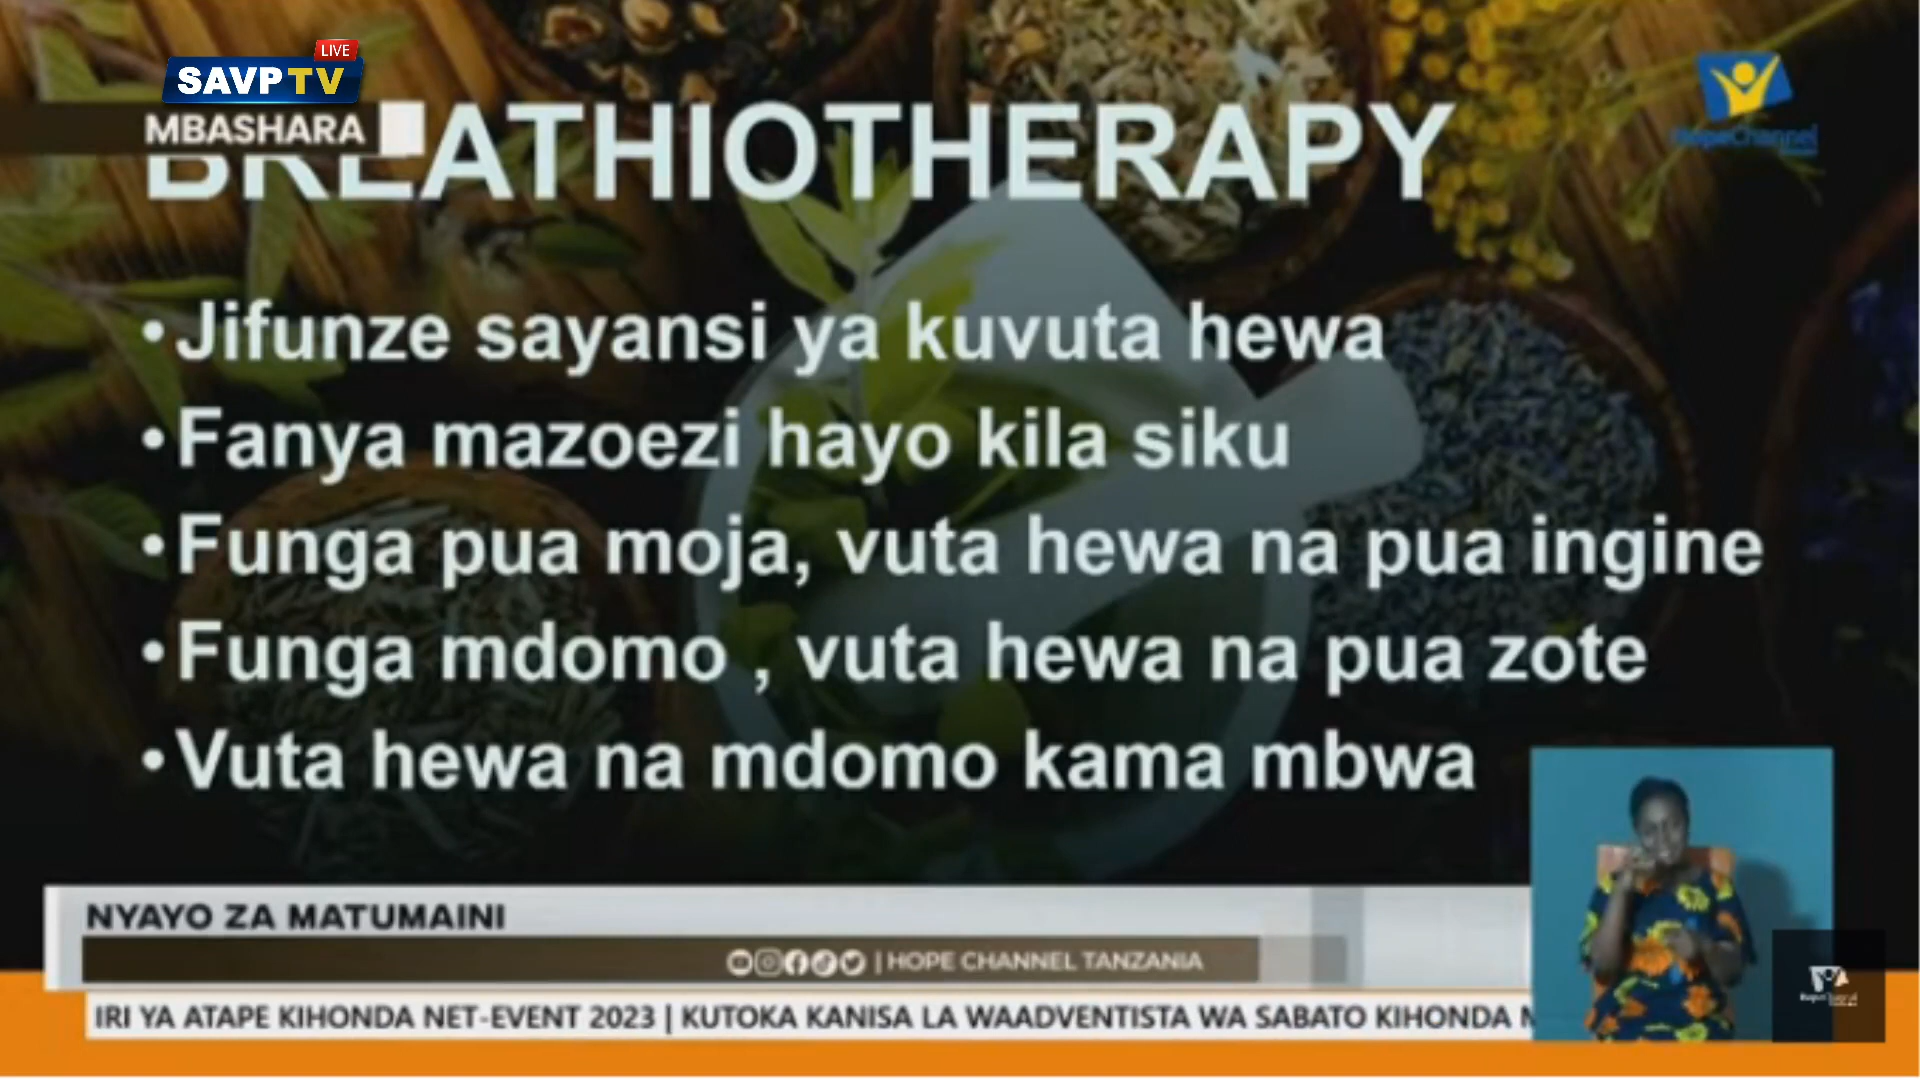 LIVE
SAVP TV
MBASHARA
BREATHIOTHERAPY
HopeChannel
•Jifunze sayansi ya kuvuta hewa
•Fanya mazoezi hayo kila siku
•Funga pua moja, vuta hewa na pua ingine
•Funga mdomo , vuta hewa na pua zote
•Vuta hewa na mdomo kama mbwa
NYAYO ZA MATUMAINI
| HOPE CHANNEL TANZANIA
IRI YA ATAPE KIHONDA NET-EVENT 2023 | KUTOKA KANISA LA WAADVENTISTA WA SABATO KIHONDA